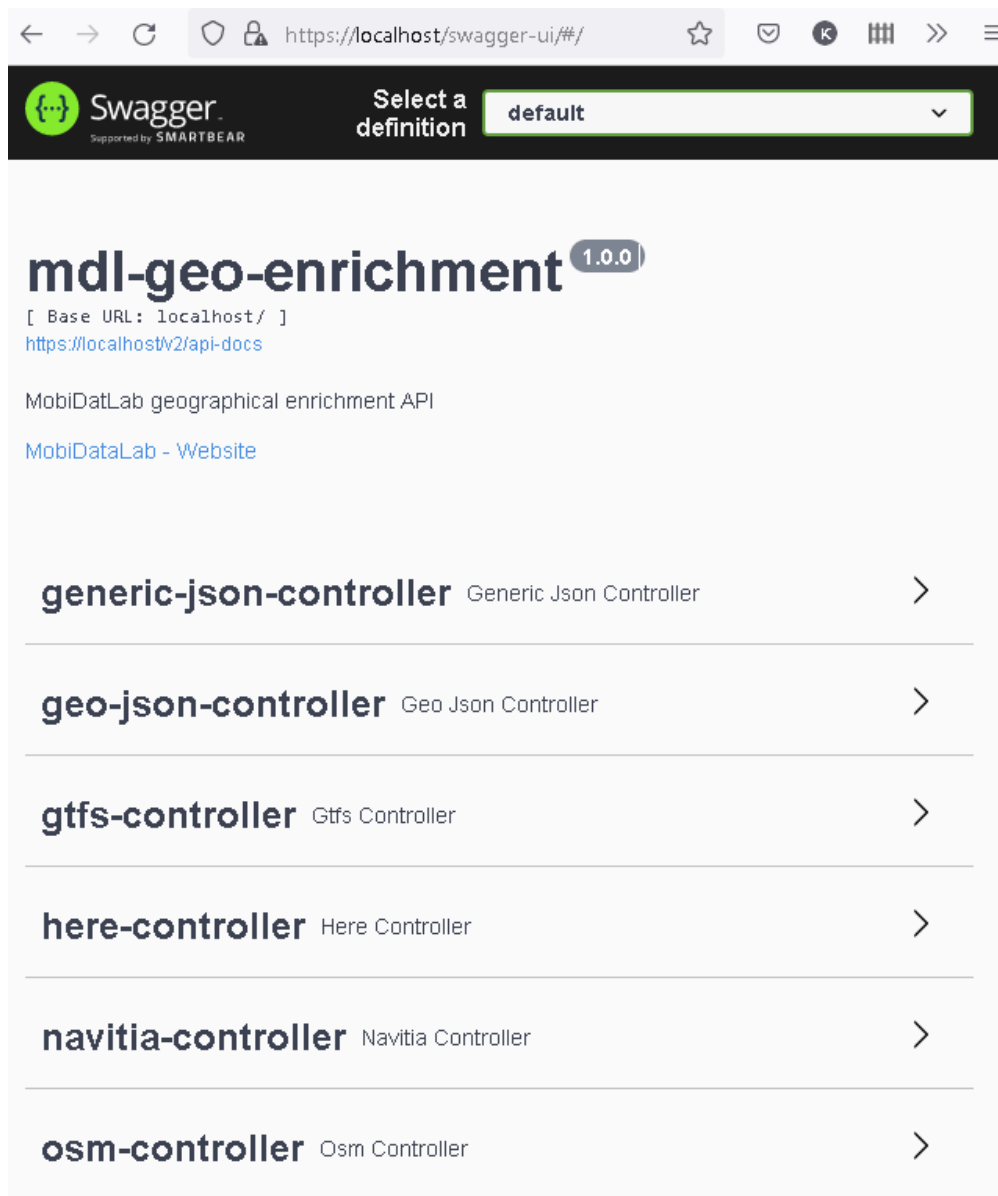 https://localhost/swagger-ui/#/
K
{···} Swagger.
Supported by SMARTBEAR
Select a
definition
default
mdl-geo-enrichment 1.0.0
[ Base URL: localhost/ ]
https://localhost/v2/api-docs
MobiDatLab geographical enrichment API
MobiDataLab - Website
generic-json-controller Generic Json Controller
geo-json-controller Geo Json Controller
gtfs-controller Gtfs Controller
here-controller Here Controller
navitia-controller Navitia Controller
osm-controller Osm Controller